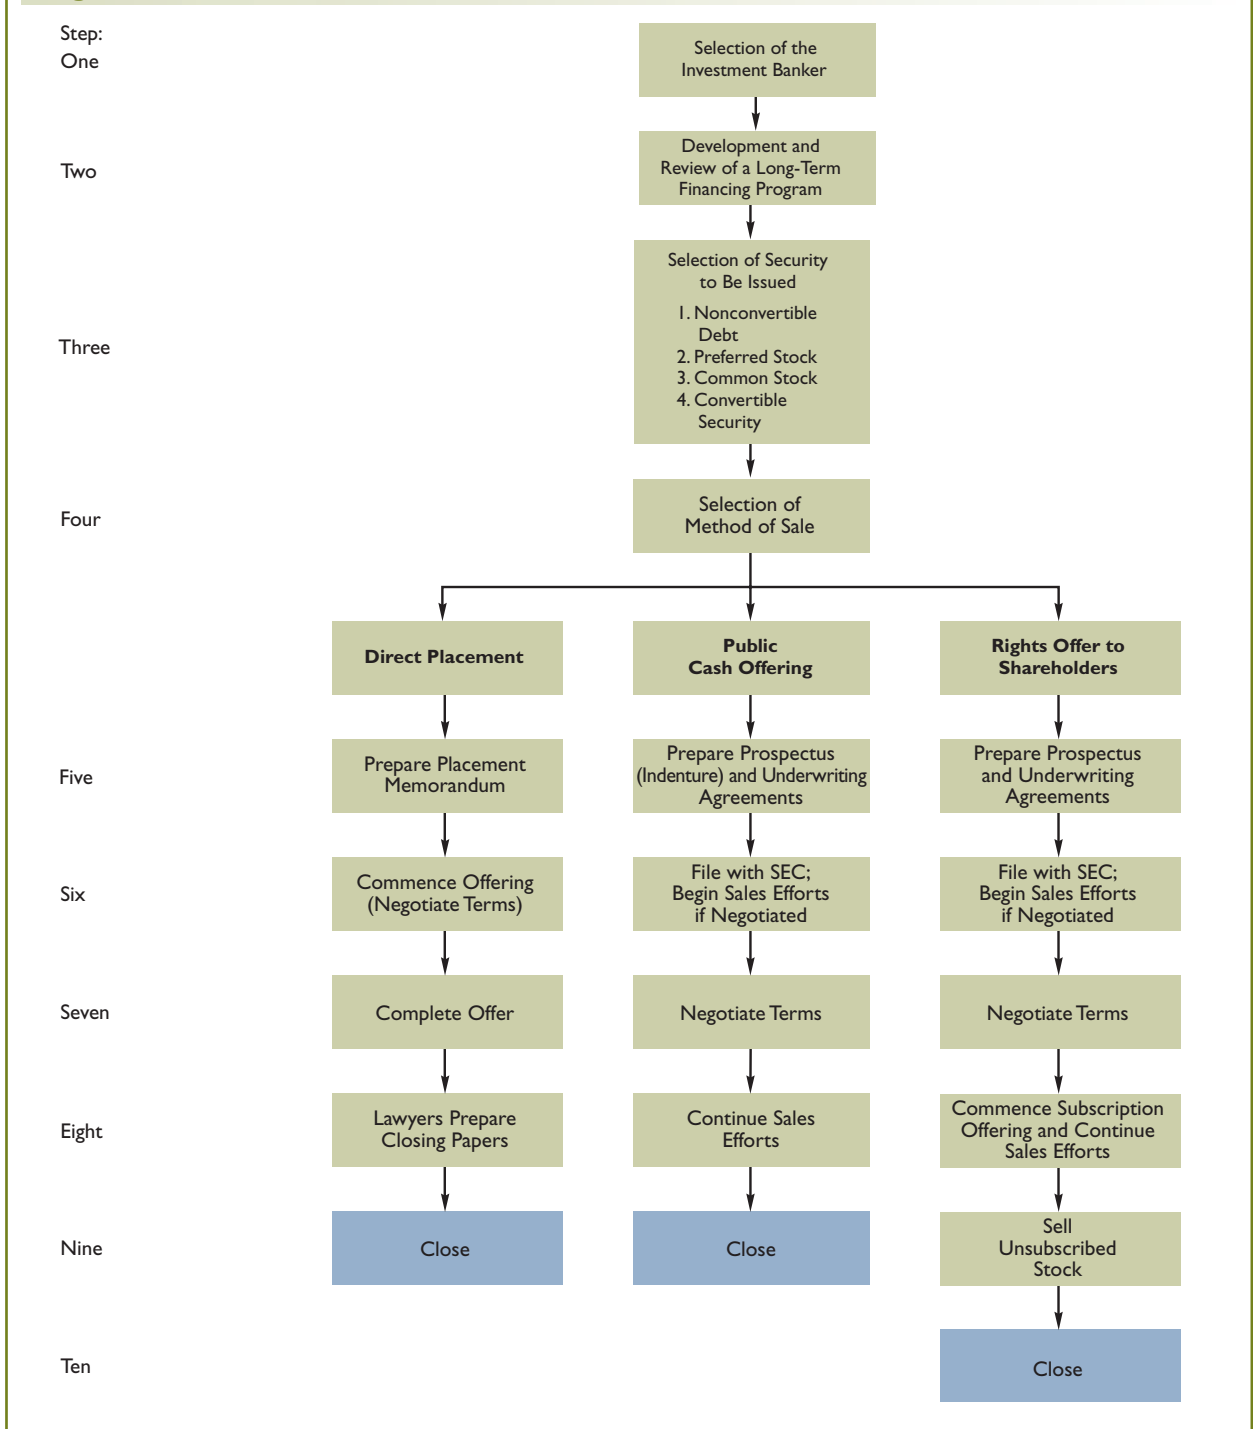 Step:
One
Selection of the
Investment Banker
Two
Development and
Review of a Long-Term
Financing Program
Three
Selection of Security
to Be Issued
1. Nonconvertible
Debt
2. Preferred Stock
3. Common Stock
4. Convertible
Security
Four
Selection of
Method of Sale
Direct Placement
Public
Cash Offering
Rights Offer to
Shareholders
Five
Prepare Placement
Memorandum
Prepare Prospectus
(Indenture) and Underwriting
Agreements
Prepare Prospectus
and Underwriting
Agreements
Six
Commence Offering
(Negotiate Terms)
File with SEC;
Begin Sales Efforts
if Negotiated
File with SEC;
Begin Sales Efforts
if Negotiated
Seven
Complete Offer
Negotiate Terms
Negotiate Terms
Eight
Lawyers Prepare
Closing Papers
Continue Sales
Efforts
Commence Subscription
Offering and Continue
Sales Efforts
Nine
Close
Close
Sell
Unsubscribed
Stock
Ten
Close